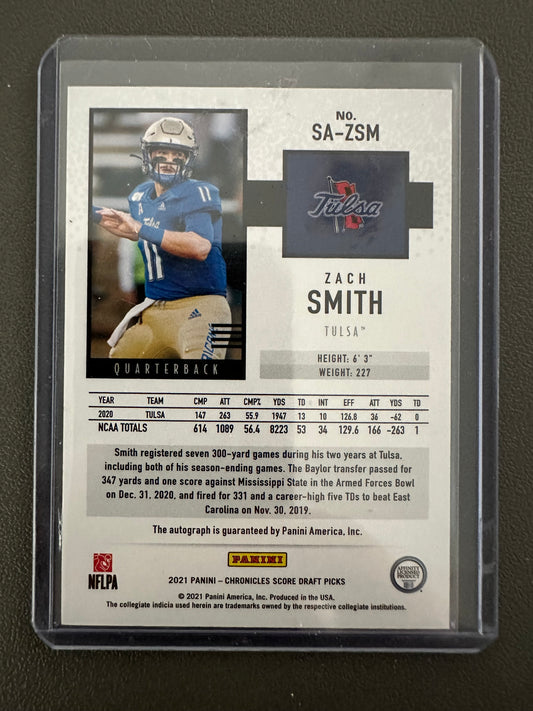 NO.
SA-ZSM
Tulsa
11
Tulsa
11
QUARTERBACK
ZACH
SMITH
TULSA™
HEIGHT: 6' 3"
WEIGHT: 227
YEAR TEAM CMP ATT CMP% YDS TD INT EFF ATT YDS TD
2020 TULSA 147 263 55.9 1947 13 10 126.8 36 -62 0
NCAA TOTALS 614 1089 56.4 8223 53 34 129.6 166 -263 1
Smith registered seven 300-yard games during his two years at Tulsa,
including both of his season-ending games. The Baylor transfer passed for
347 yards and one score against Mississippi State in the Armed Forces Bowl
on Dec. 31, 2020, and fired for 331 and a career-high five TDs to beat East
Carolina on Nov. 30, 2019.
The autograph is guaranteed by Panini America, Inc.
NFLPA
PANINI
AFFINITY
LICENSED
PRODUCT
2021 PANINI – CHRONICLES SCORE DRAFT PICKS
© 2021 Panini America, Inc. Produced in the USA.
The collegiate indicia used herein are trademarks owned by the respective collegiate institutions.